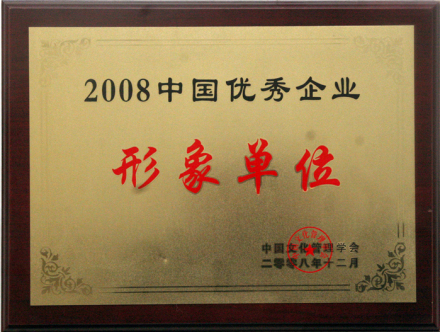 2008中国优秀企业
形象单位
中国文化管理学会
二零零八年十二月